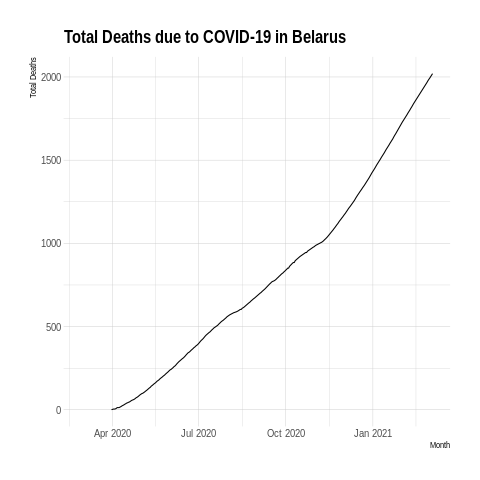 Total Deaths due to COVID-19 in Belarus
Total Deaths
2000
1500
1000
500
0
Apr 2020
Jul 2020
Oct 2020
Jan 2021
Month